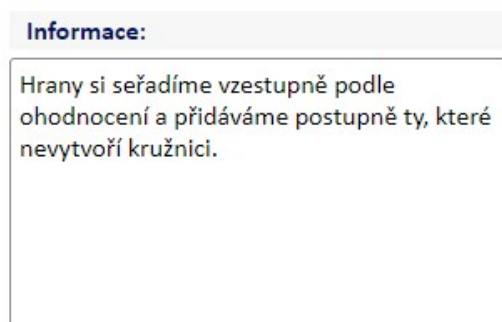 Informace:
Hrany si seřadíme vzestupně podle
ohodnocení a přidáváme postupně ty, které
nevytvoří kružnici.